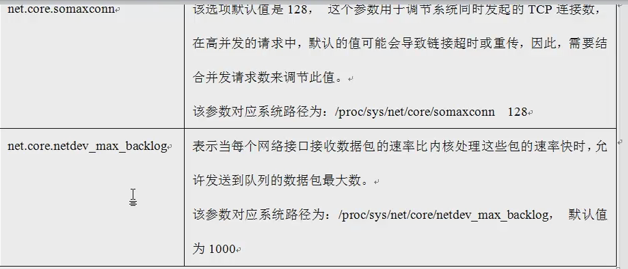 net.core.somaxconn
该选项默认值是 128， 这个参数用于调节系统同时发起的 TCP 连接数，
在高并发的请求中，默认的值可能会导致链接超时或重传，因此，需要结
合并发请求数来调节此值。
该参数对应系统路径为：/proc/sys/net/core/somaxconn 128
net.core.netdev_max_backlog
表示当每个网络接口接收数据包的速率比内核处理这些包的速率快时，允
许发送到队列的数据包最大数。
该参数对应系统路径为：/proc/sys/net/core/netdev_max_backlog， 默认值
为 1000